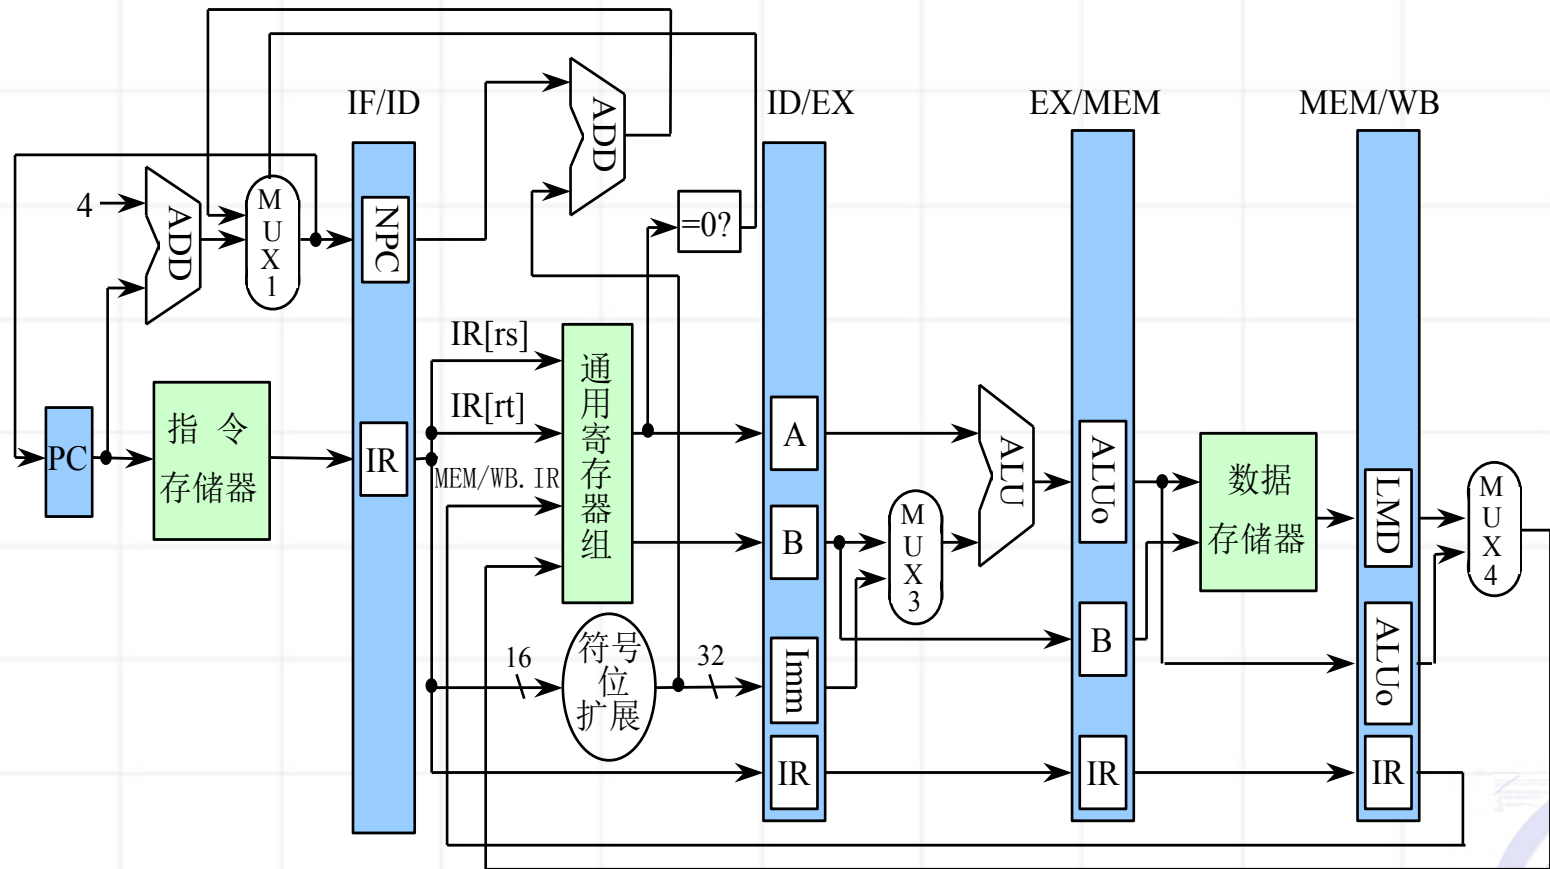 IF/ID
ID/EX
EX/MEM
MEM/WB
4
ADD
MUX1
NPC
ADD
=0?
PC
指 令
存储器
IR
IR[rs]
IR[rt]
MEM/WB.IR
通用寄存器组
16
符号
位
扩展
32
A
B
Imm
IR
MUX3
ALU
ALUo
B
IR
数据
存储器
LMD
ALUo
IR
MUX4